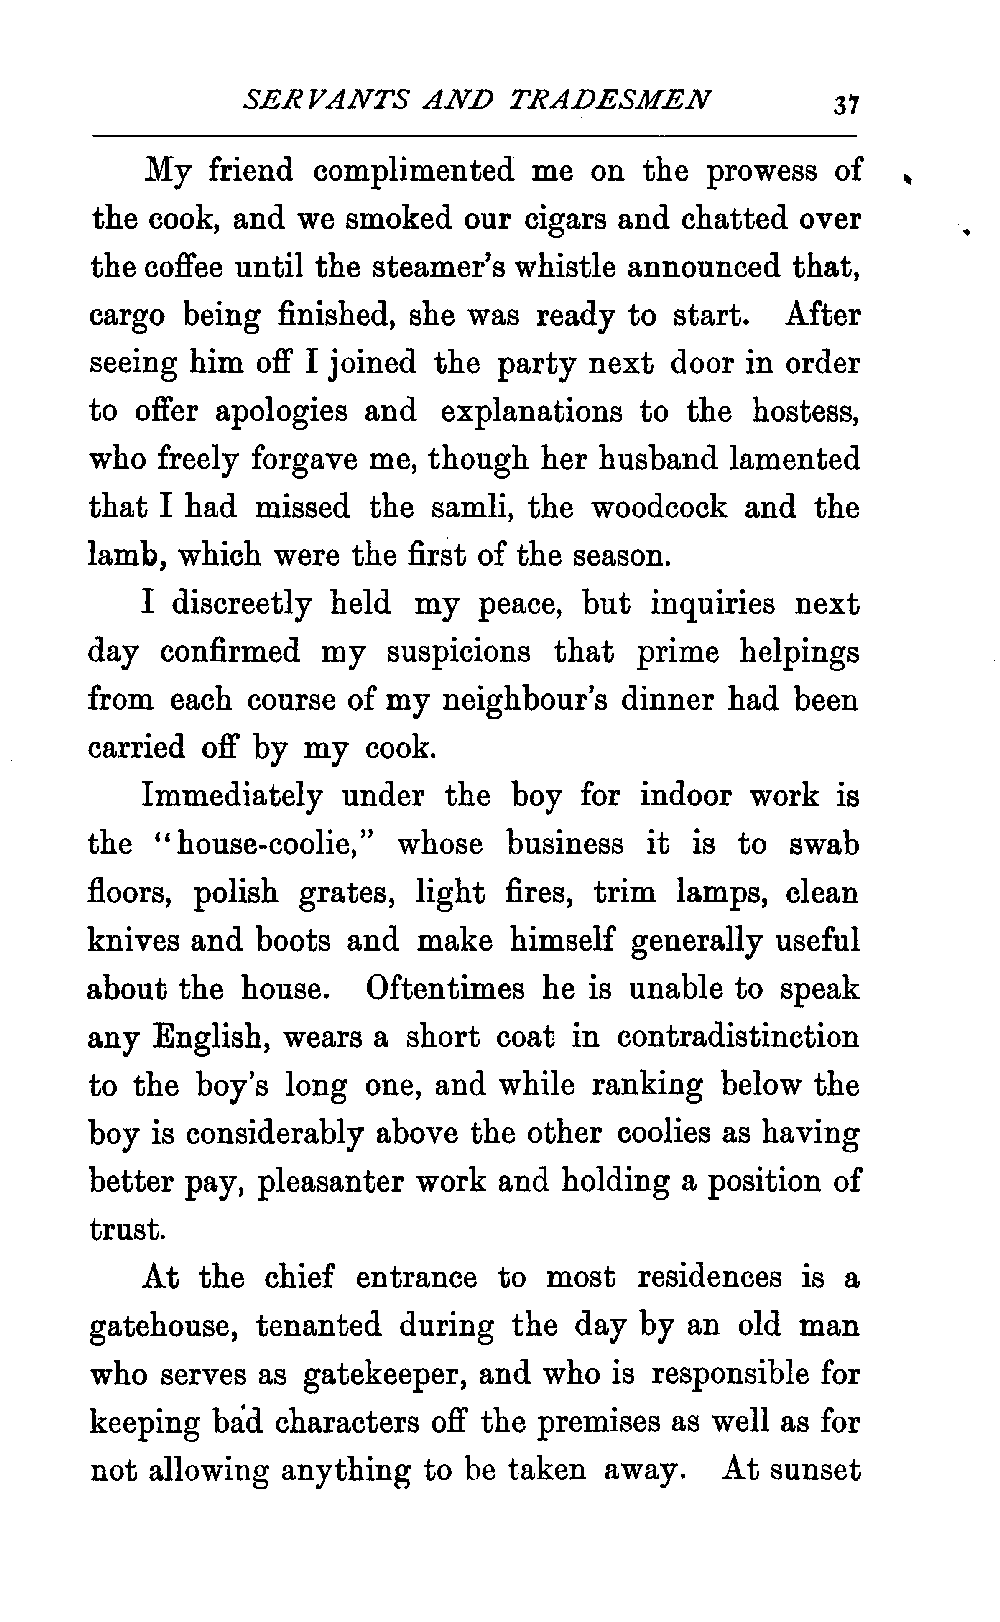 SERVANTS AND TRADESMEN 37
My friend complimented me on the prowess of
the cook, and we smoked our cigars and chatted over
the coffee until the steamer's whistle announced that,
cargo being finished, she was ready to start. After
seeing him off I joined the party next door in order
to offer apologies and explanations to the hostess,
who freely forgave me, though her husband lamented
that I had missed the samli, the woodcock and the
lamb, which were the first of the season.
I discreetly held my peace, but inquiries next
day confirmed my suspicions that prime helpings
from each course of my neighbour's dinner had been
carried off by my cook.
Immediately under the boy for indoor work is
the "house-coolie," whose business it is to swab
floors, polish grates, light fires, trim lamps, clean
knives and boots and make himself generally useful
about the house. Oftentimes he is unable to speak
any English, wears a short coat in contradistinction
to the boy's long one, and while ranking below the
boy is considerably above the other coolies as having
better pay, pleasanter work and holding a position of
trust.
At the chief entrance to most residences is a
gatehouse, tenanted during the day by an old man
who serves as gatekeeper, and who is responsible for
keeping bad characters off the premises as well as for
not allowing anything to be taken away. At sunset